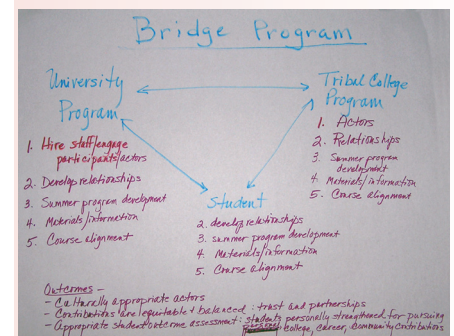 Bridge Program
University
Program
1. Hire staff/engage
participants/actors
2. Develop relationships
3. Summer program development
4. Materials/information
5. Course alignment
Tribal College
Program
1. Actors
2. Relationships
3. Summer program
development
4. Materials/information
5. Course alignment
Student
2. develop relationships
3. summer program development
4. Materials/information
5. Course alignment
Outcomes -
- Culturally appropriate actors
- Contributions are equitable & balanced : trust and partnerships
- Appropriate student outcome assessment: students personally strengthened for pursuing
college, career, community contributions